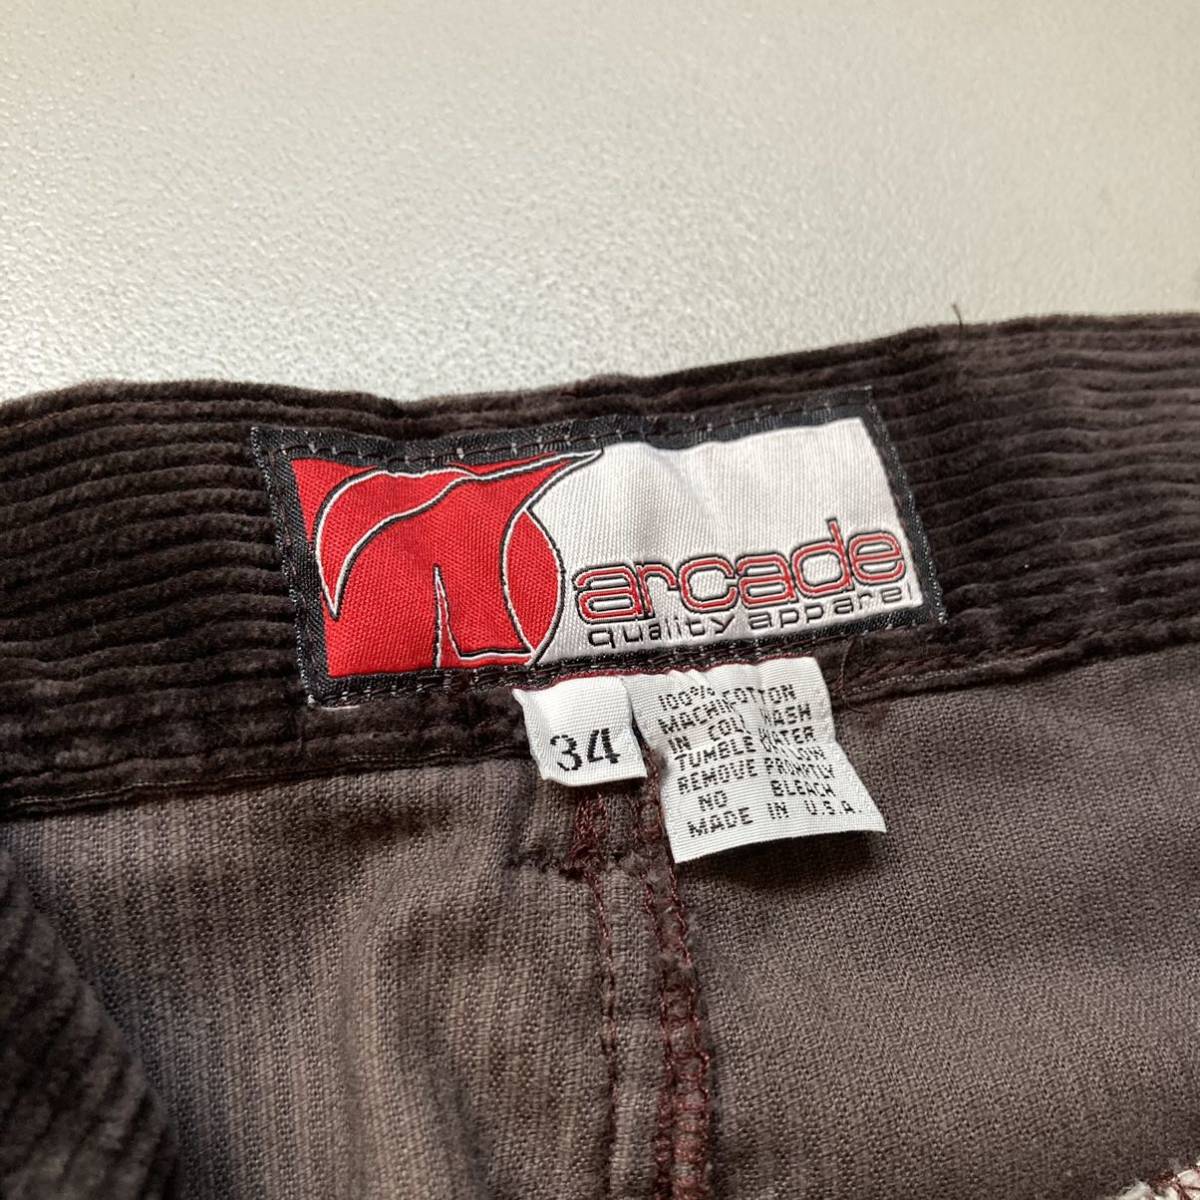 arcade
quality apparel
34
100% COTTON
MACHINE WASH
IN COLD WATER
TUMBLE DRY LOW
REMOVE PROMPTLY
NO BLEACH
MADE IN U.S.A.